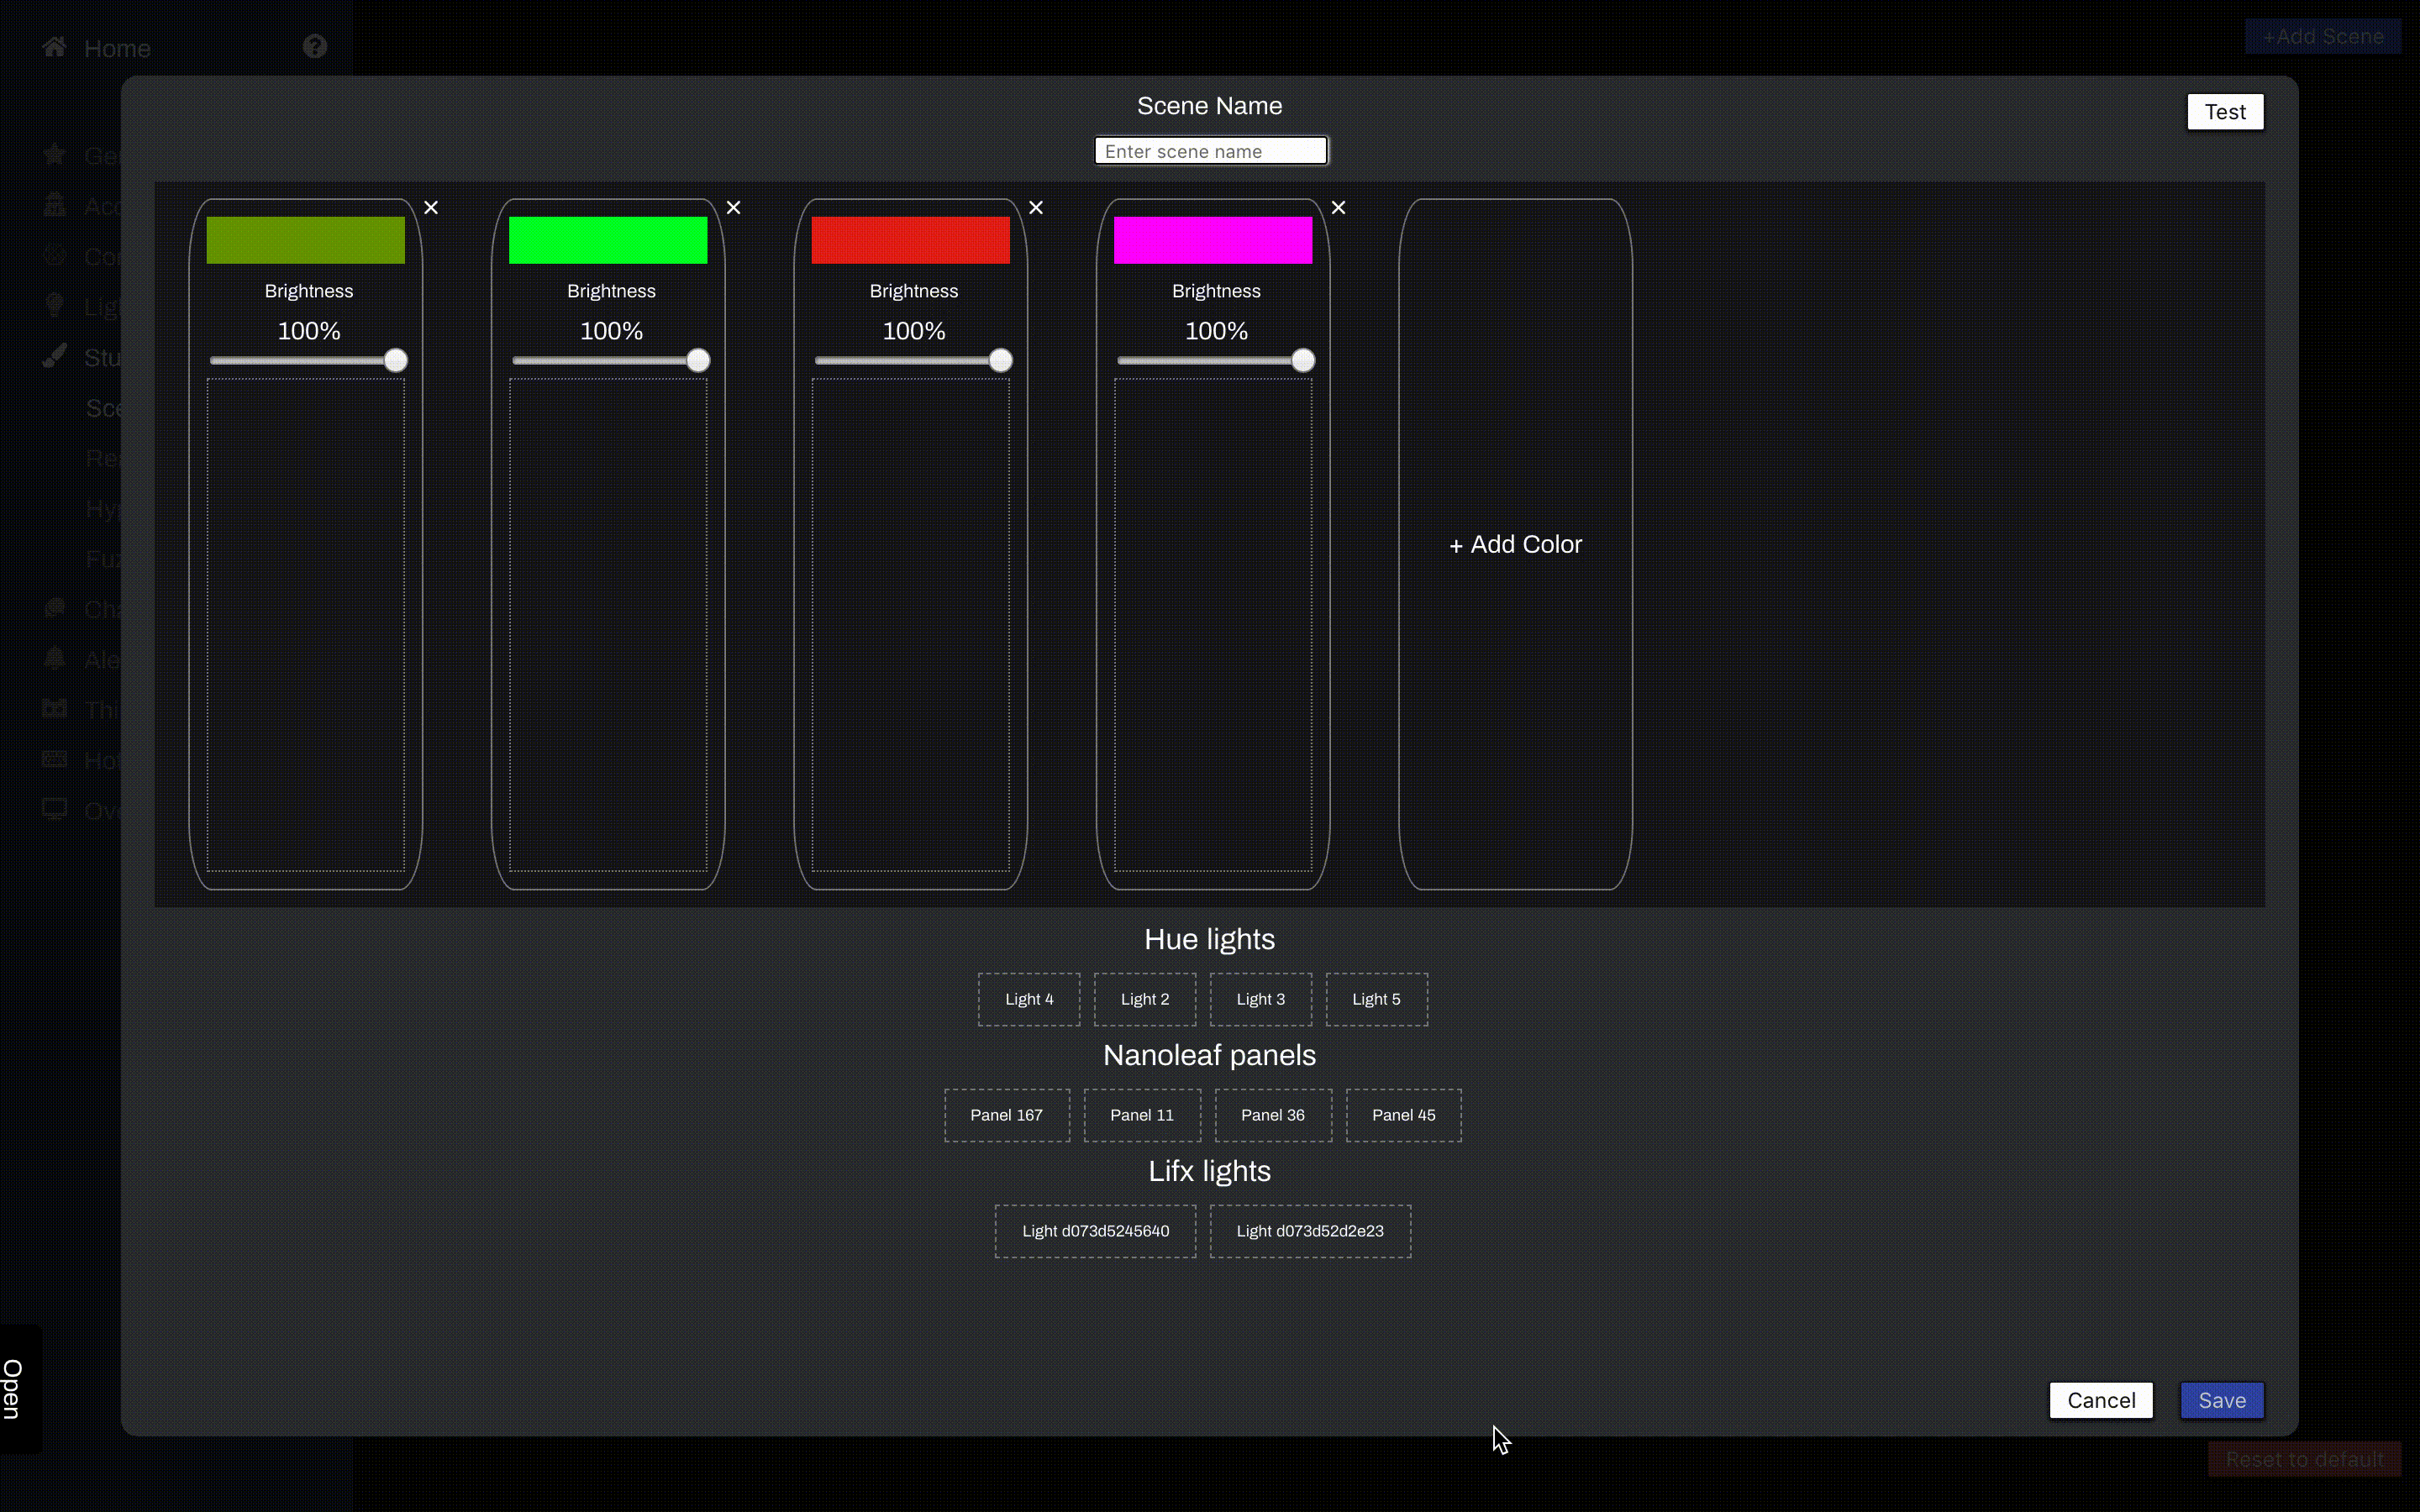 Home
+Add Scene
Scene Name
Test
Enter scene name
Brightness
100%
Brightness
100%
Brightness
100%
Brightness
100%
+ Add Color
Hue lights
Light 4
Light 2
Light 3
Light 5
Nanoleaf panels
Panel 167
Panel 11
Panel 36
Panel 45
Lifx lights
Light d073d5245640
Light d073d52d2e23
Open
Cancel
Save
Reset to default